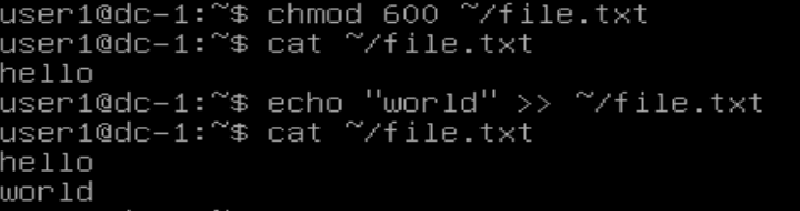 user1@dc-1:~$ chmod 600 ~/file.txt
user1@dc-1:~$ cat ~/file.txt
hello
user1@dc-1:~$ echo "world" >> ~/file.txt
user1@dc-1:~$ cat ~/file.txt
hello
world